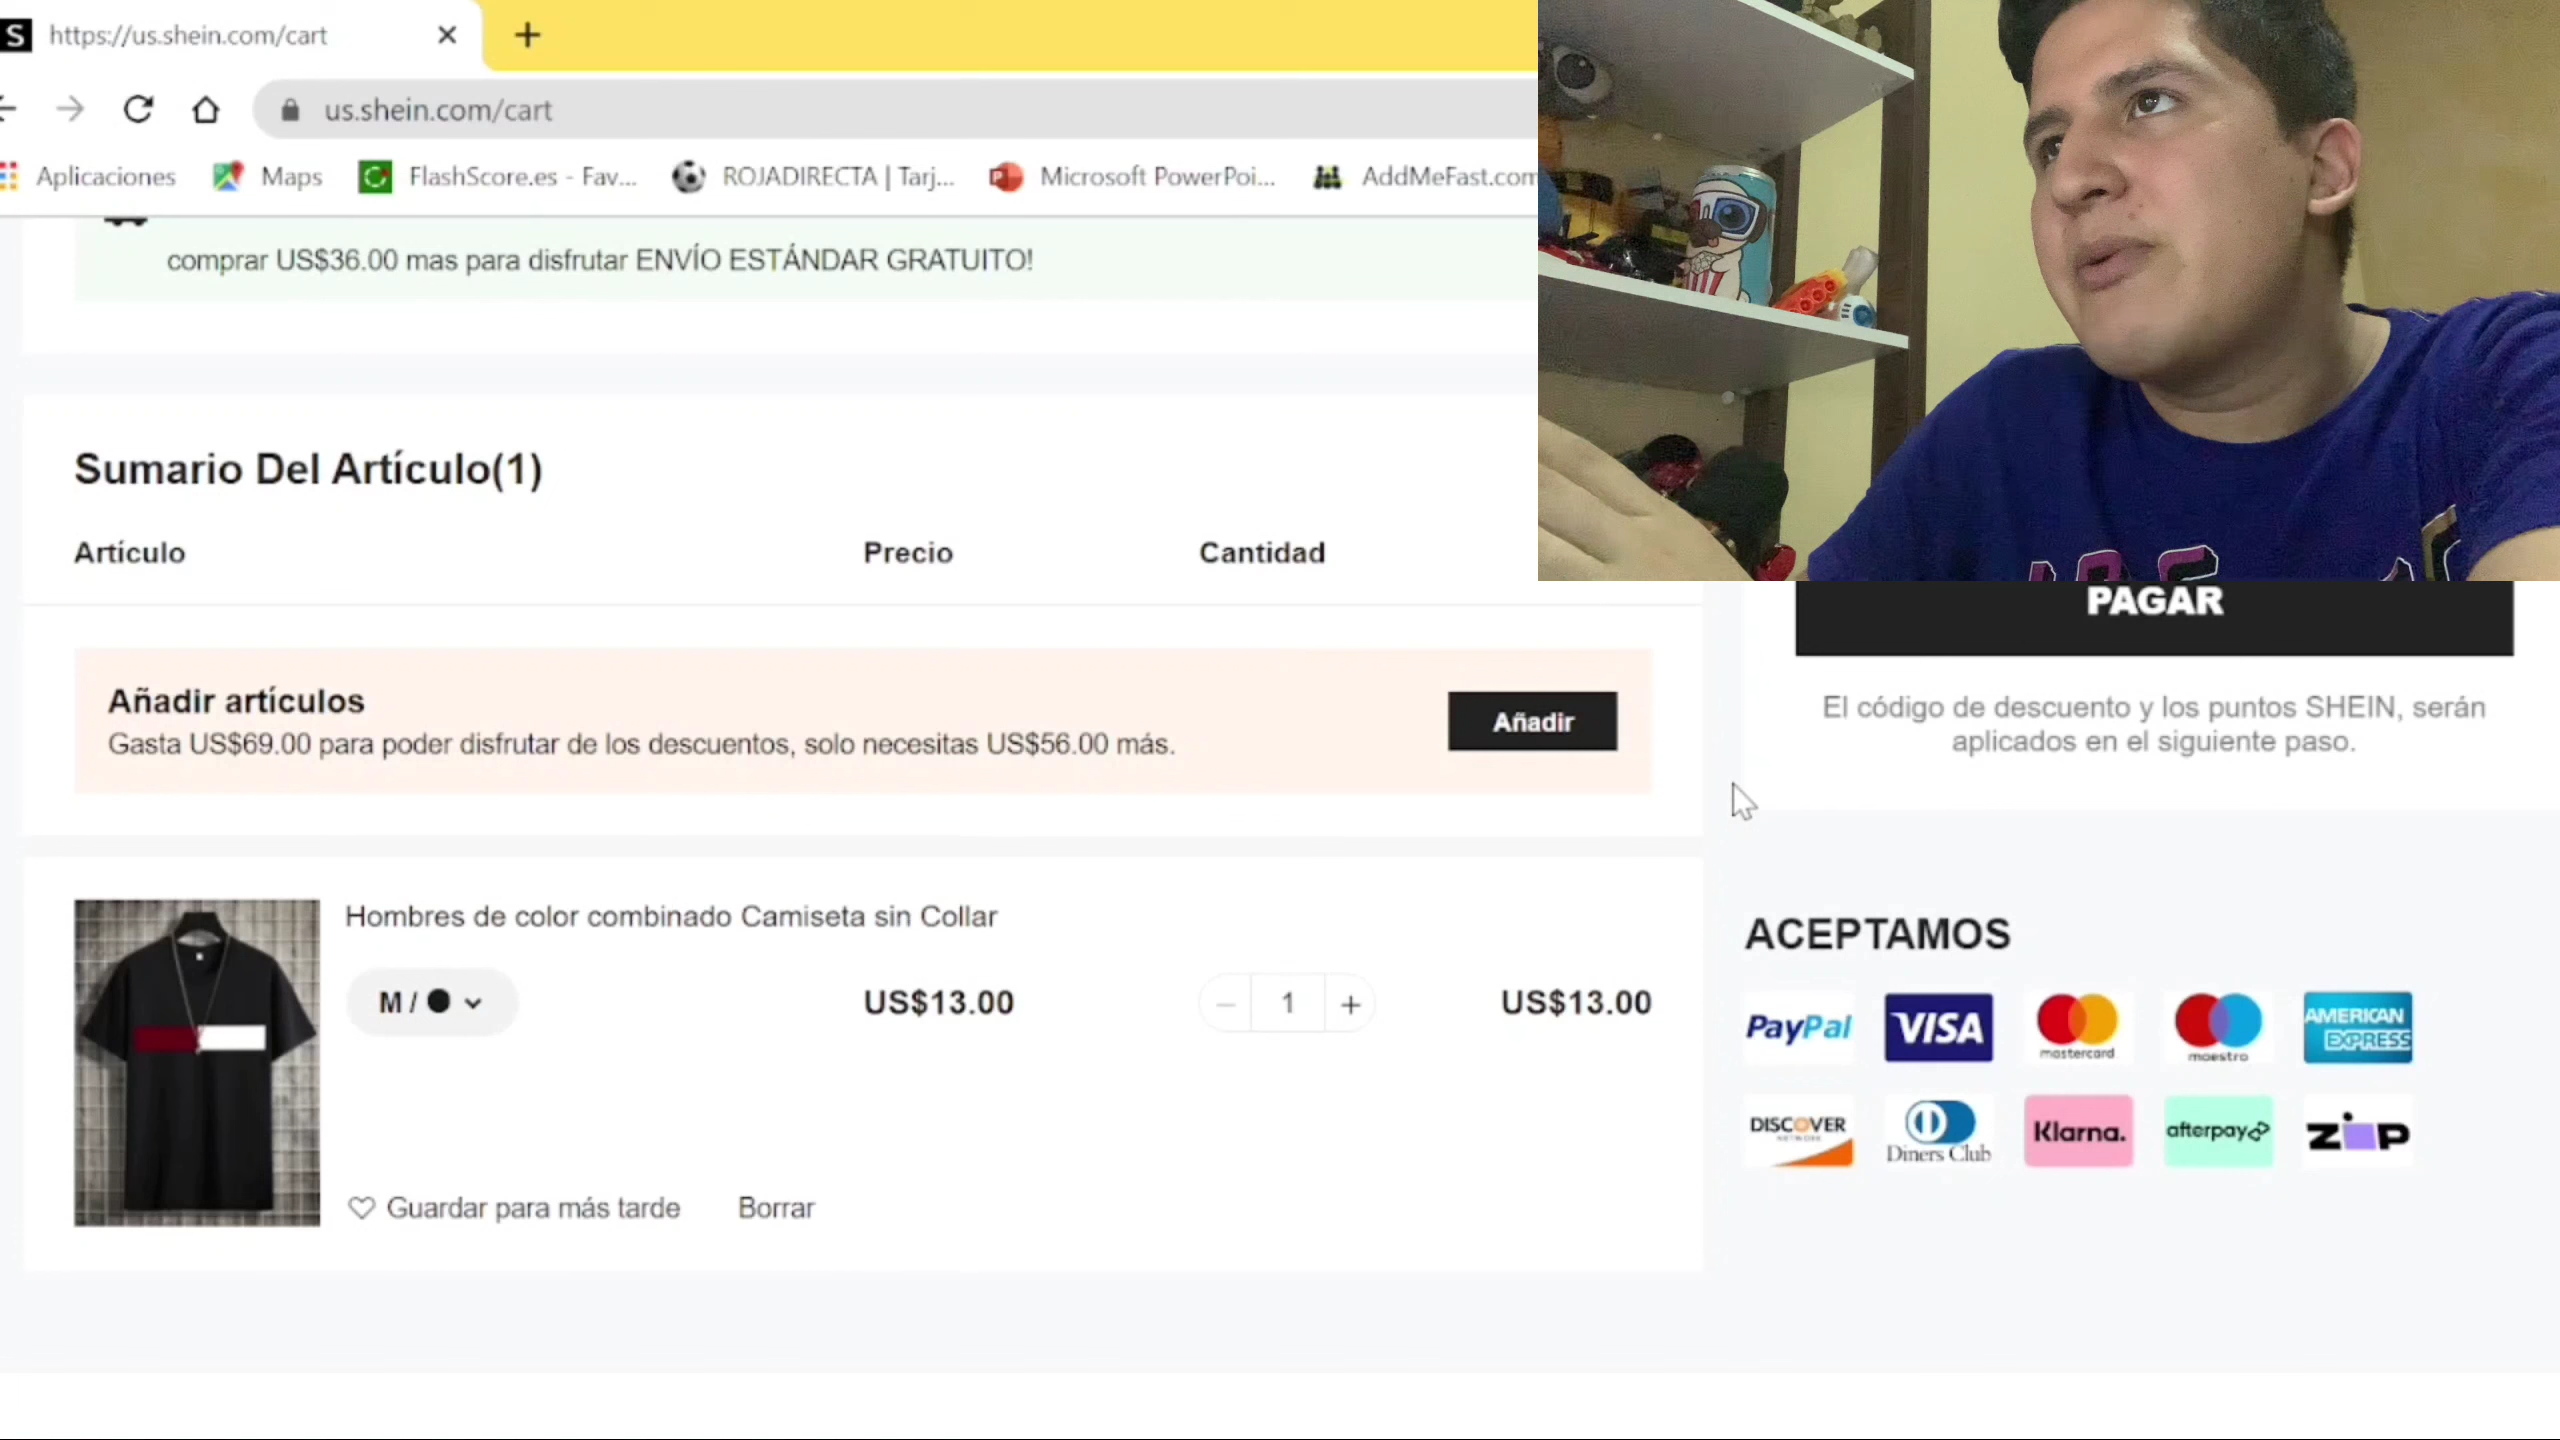 https://us.shein.com/cart
us.shein.com/cart
Aplicaciones
Maps
FlashScore.es - Fav...
ROJADIRECTA | Tarj...
Microsoft PowerPoi...
AddMeFast.com
comprar US$36.00 mas para disfrutar ENVÍO ESTÁNDAR GRATUITO!
Sumario Del Artículo(1)
Artículo Precio Cantidad
Añadir artículos
Gasta US$69.00 para poder disfrutar de los descuentos, solo necesitas US$56.00 más.
Añadir
Hombres de color combinado Camiseta sin Collar
M /
US$13.00
1
US$13.00
Guardar para más tarde
Borrar
PAGAR
El código de descuento y los puntos SHEIN, serán
aplicados en el siguiente paso.
ACEPTAMOS
PayPal
VISA
mastercard
maestro
AMERICAN
EXPRESS
DISCOVER
NETWORK
Diners Club
Klarna.
afterpay
zip